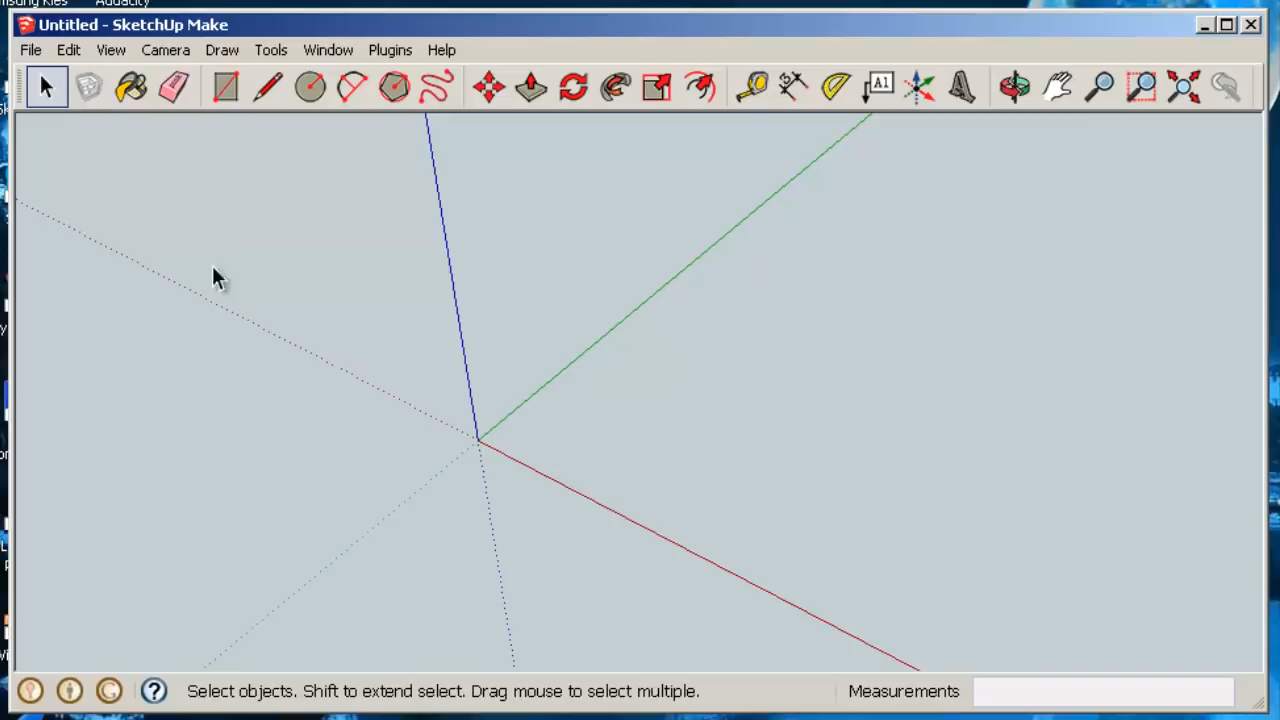 Audacity
Untitled - SketchUp Make
File Edit View Camera Draw Tools Window Plugins Help
A1
Select objects. Shift to extend select. Drag mouse to select multiple.
Measurements